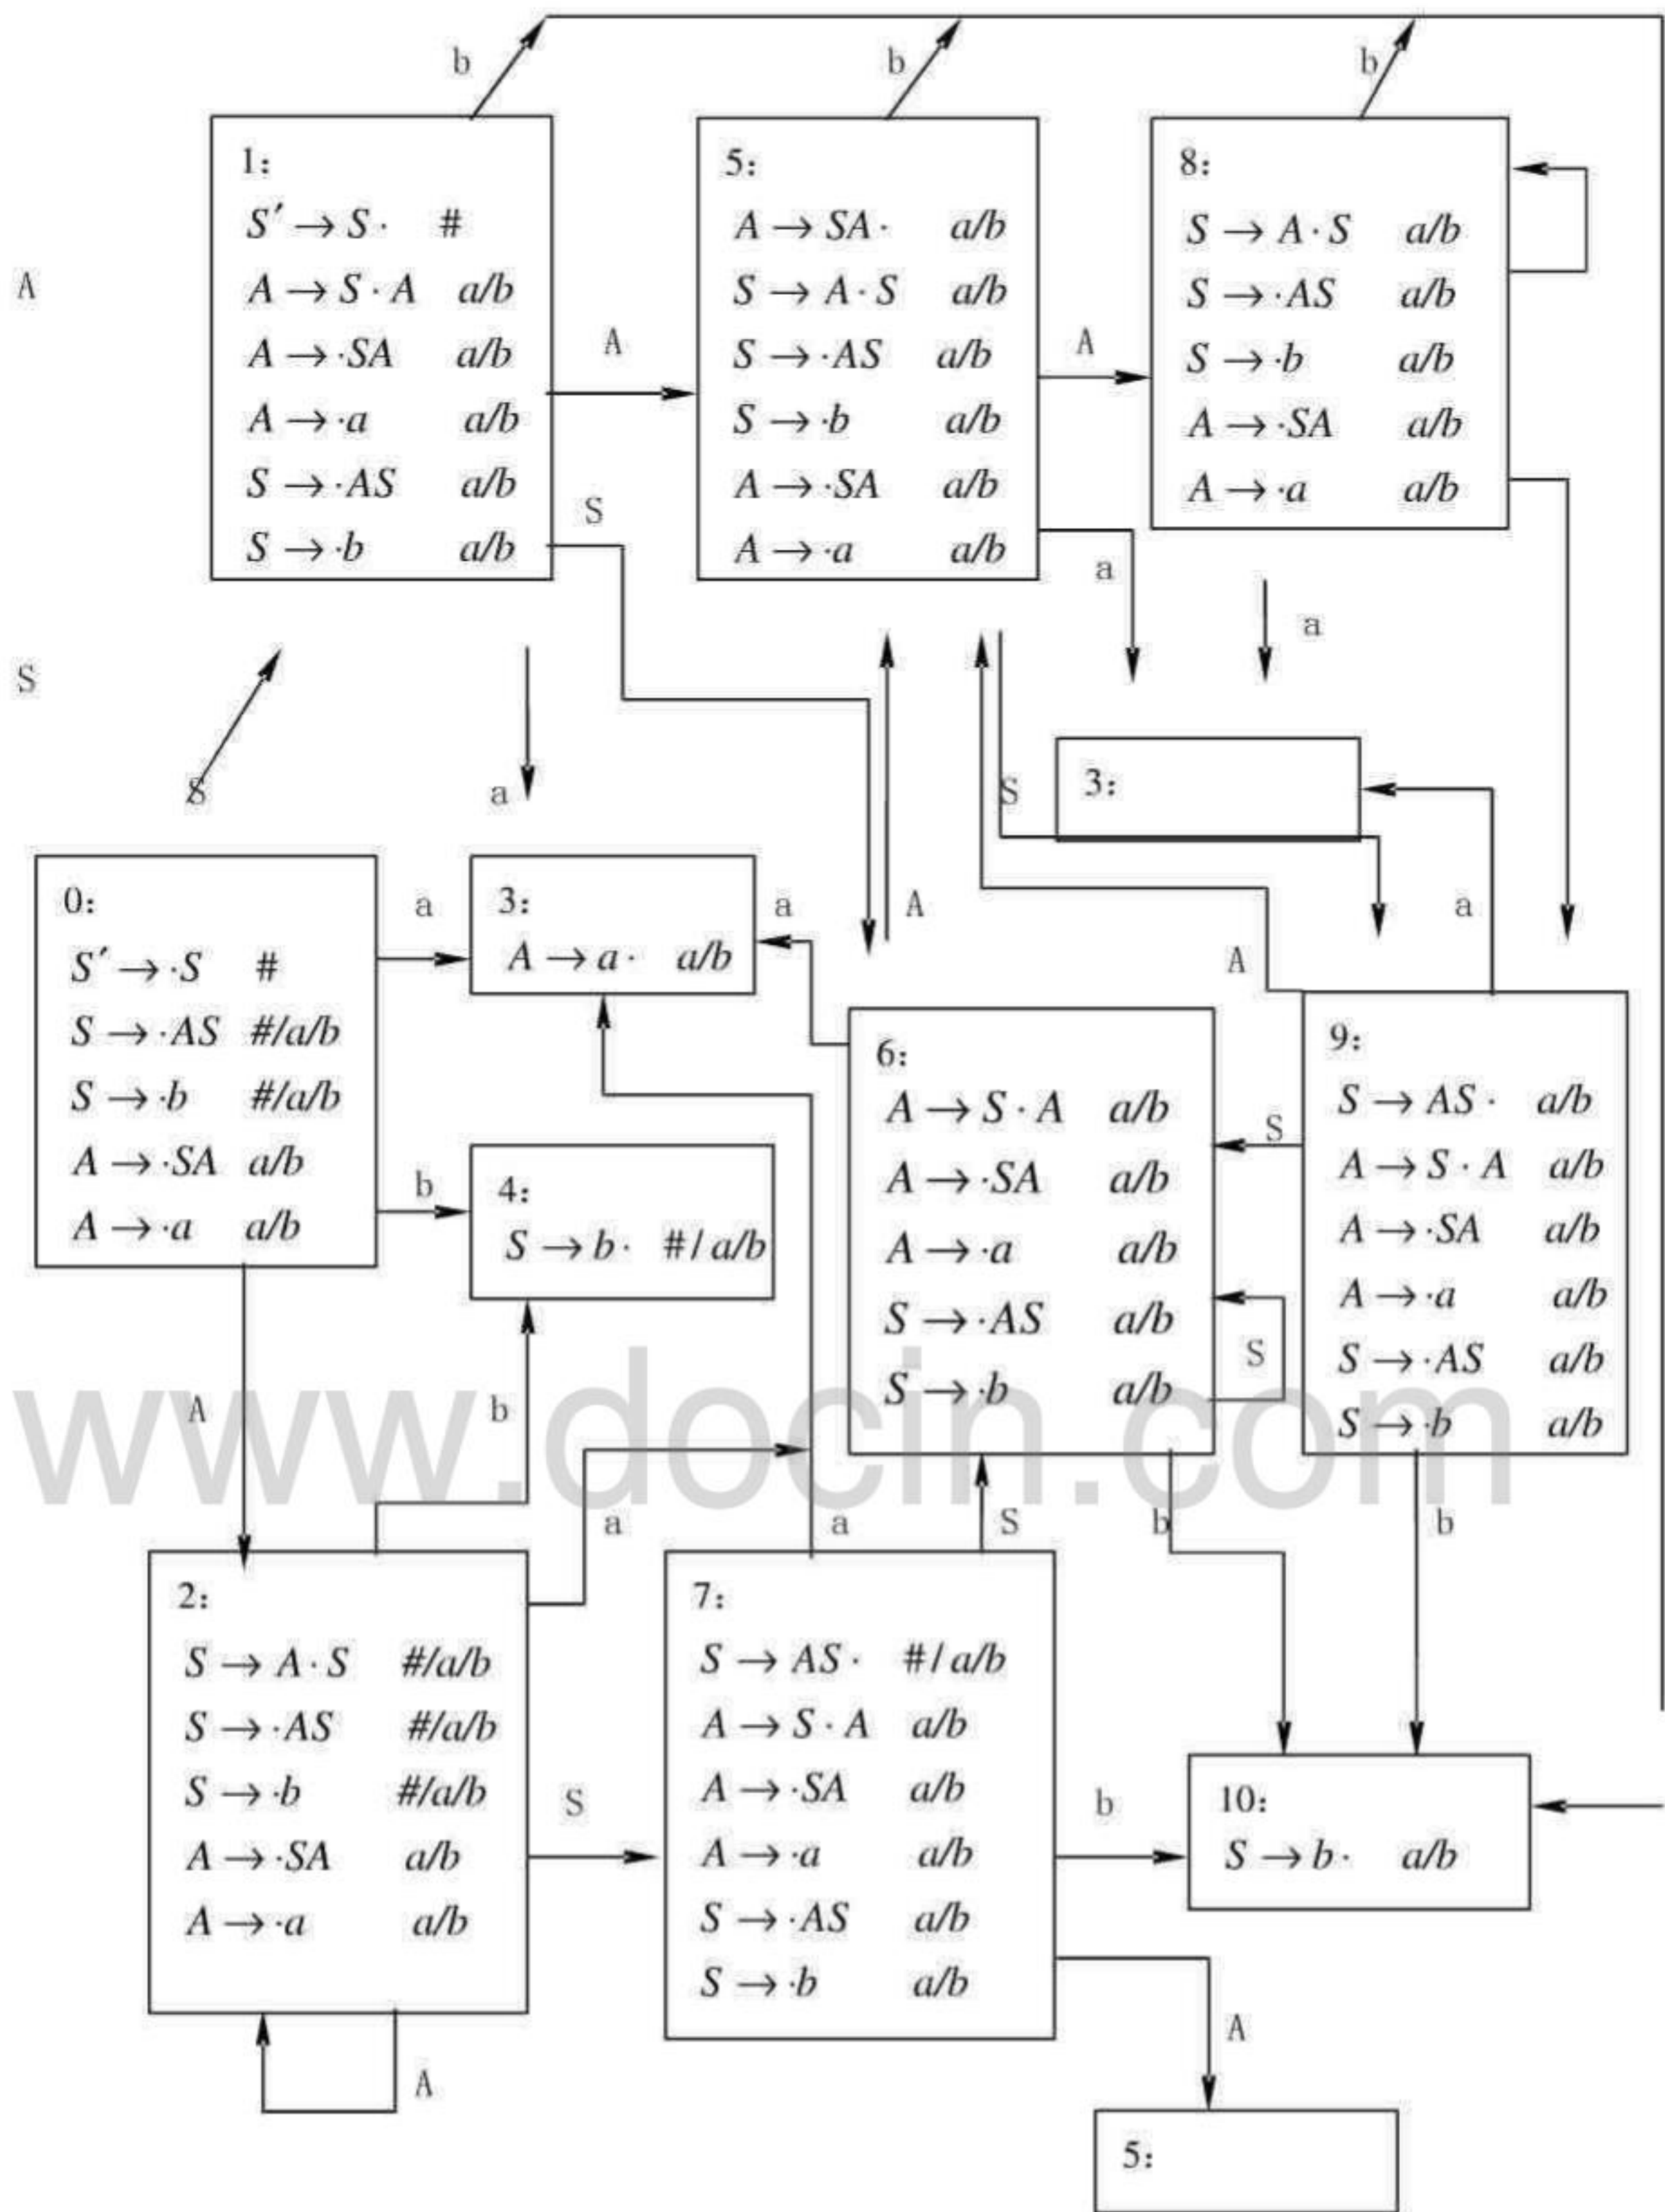 b b b
1:
S′ → S · #
A → S · A a/b
A → ·SA a/b
A → ·a a/b
S → ·AS a/b
S → ·b a/b
5:
A → SA · a/b
S → A · S a/b
S → ·AS a/b
S → ·b a/b
A → ·SA a/b
A → ·a a/b
8:
S → A · S a/b
S → ·AS a/b
S → ·b a/b
A → ·SA a/b
A → ·a a/b
A
A
A
S
a
a
S
S
a
S
3:
0:
S′ → ·S #
S → ·AS #/a/b
S → ·b #/a/b
A → ·SA a/b
A → ·a a/b
a
3:
A → a · a/b
a
A
A
a
b
4:
S → b · #/ a/b
6:
A → S · A a/b
A → ·SA a/b
A → ·a a/b
S → ·AS a/b
S → ·b a/b
S
S
9:
S → AS · a/b
A → S · A a/b
A → ·SA a/b
A → ·a a/b
S → ·AS a/b
S → ·b a/b
A
b
www.docin.com
a
a
S
b
b
2:
S → A · S #/a/b
S → ·AS #/a/b
S → ·b #/a/b
A → ·SA a/b
A → ·a a/b
S
7:
S → AS · #/ a/b
A → S · A a/b
A → ·SA a/b
A → ·a a/b
S → ·AS a/b
S → ·b a/b
b
10:
S → b · a/b
A
A
5: